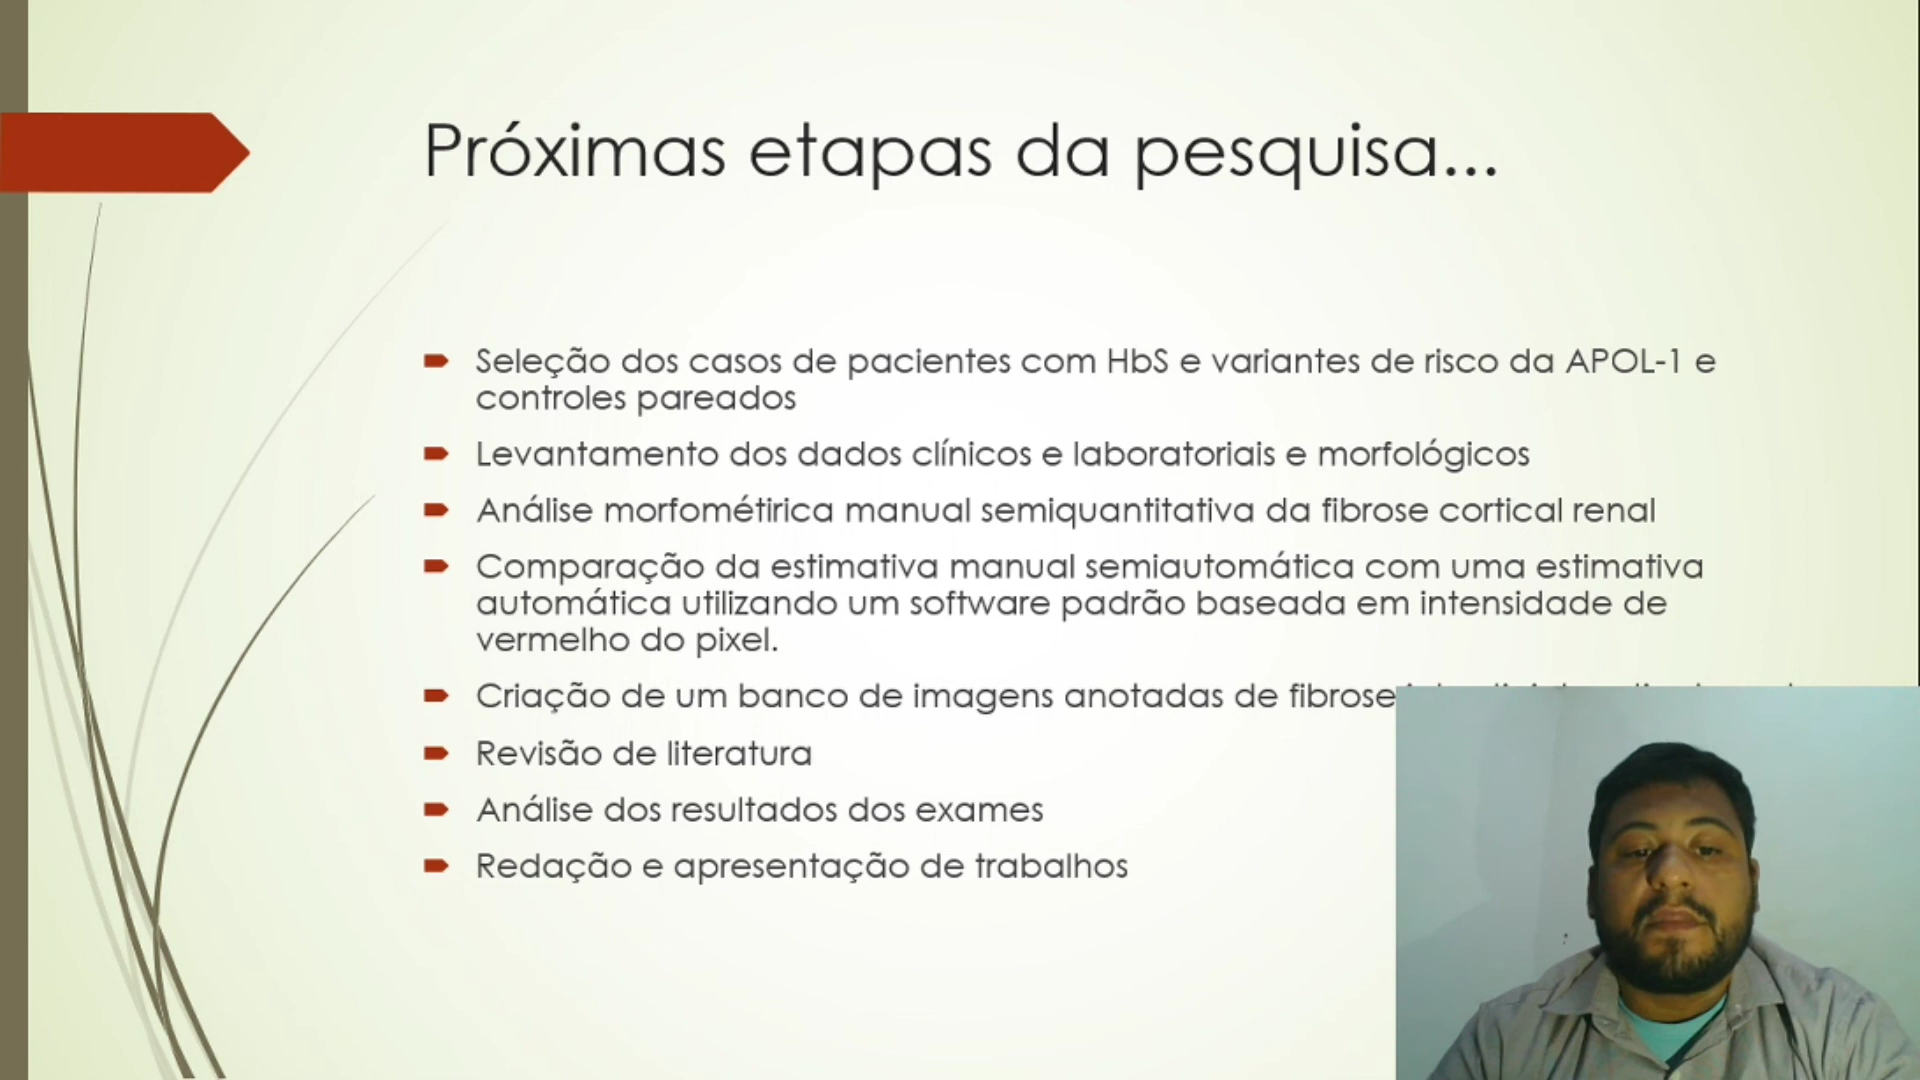 Próximas etapas da pesquisa...
Seleção dos casos de pacientes com HbS e variantes de risco da APOL-1 e
controles pareados
Levantamento dos dados clínicos e laboratoriais e morfológicos
Análise morfométirica manual semiquantitativa da fibrose cortical renal
Comparação da estimativa manual semiautomática com uma estimativa
automática utilizando um software padrão baseada em intensidade de
vermelho do pixel.
Criação de um banco de imagens anotadas de fibrose
Revisão de literatura
Análise dos resultados dos exames
Redação e apresentação de trabalhos